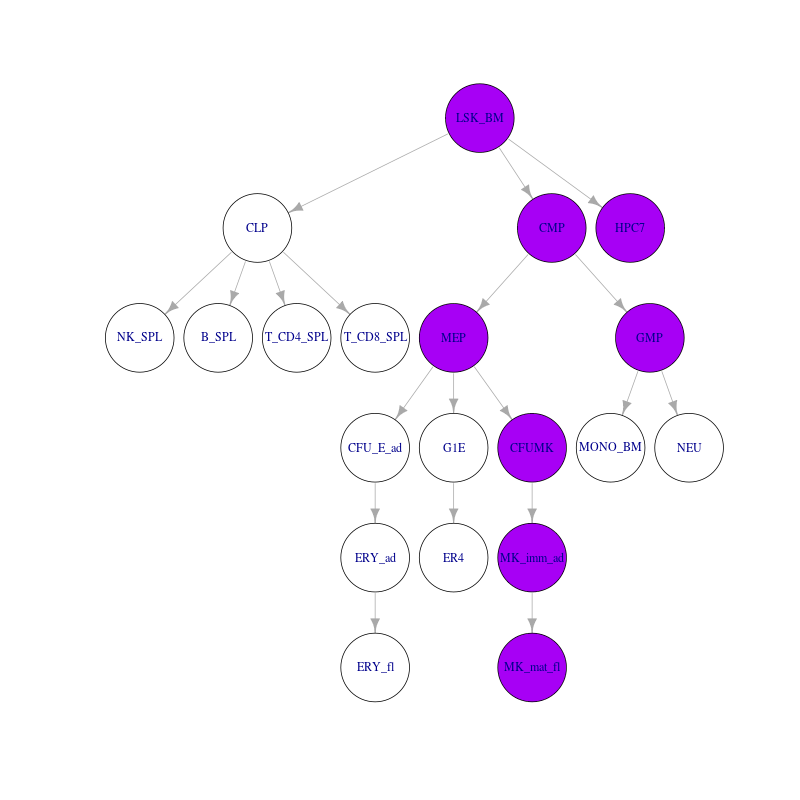 LSK_BM
CLP
CMP
HPC7
NK_SPL
B_SPL
T_CD4_SPL
T_CD8_SPL
MEP
GMP
CFU_E_ad
G1E
CFUMK
MONO_BM
NEU
ERY_ad
ER4
MK_imm_ad
ERY_fl
MK_mat_fl